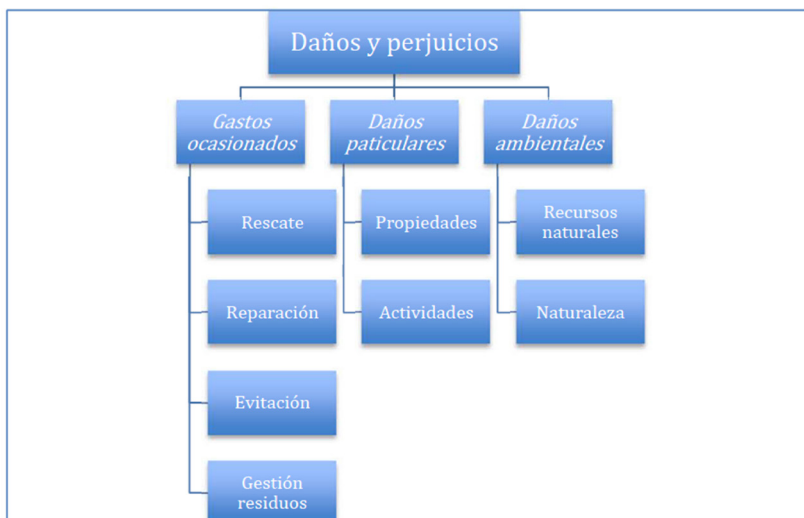 Daños y perjuicios
Gastos
ocasionados
Rescate
Reparación
Evitación
Gestión
residuos
Daños
paticulares
Propiedades
Actividades
Daños
ambientales
Recursos
naturales
Naturaleza